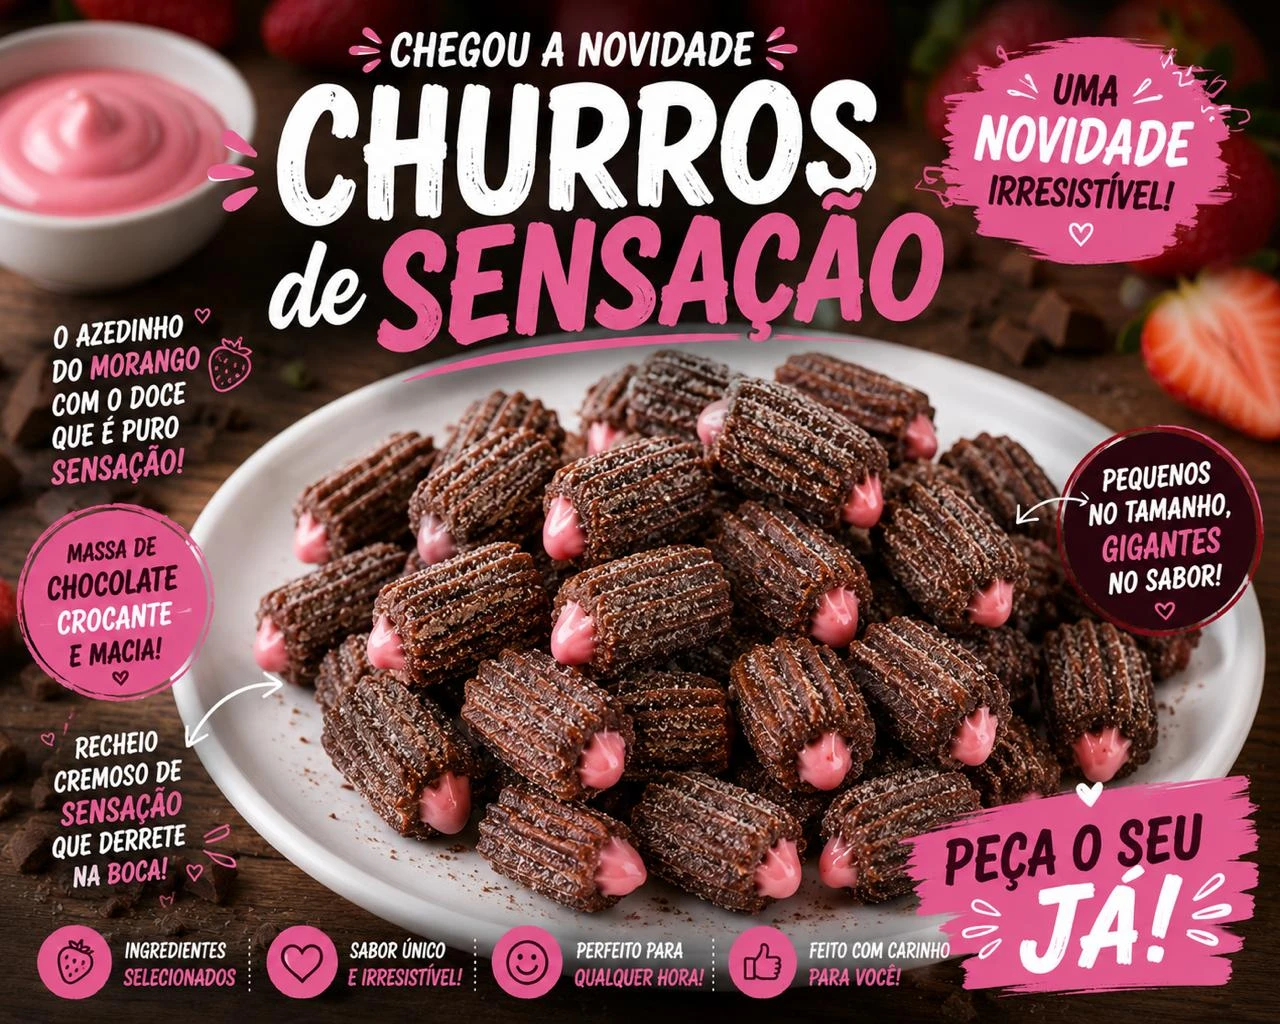 CHEGOU A NOVIDADE
CHURROS
de SENSAÇÃO
UMA
NOVIDADE
IRRESISTÍVEL!
O AZEDINHO
DO MORANGO
COM O DOCE
QUE É PURO
SENSAÇÃO!
PEQUENOS
NO TAMANHO,
GIGANTES
NO SABOR!
MASSA DE
CHOCOLATE
CROCANTE
E MACIA!
RECHEIO
CREMOSO DE
SENSAÇÃO
QUE DERRETE
NA BOCA!
PEÇA O SEU
JÁ!
INGREDIENTES
SELECIONADOS
SABOR ÚNICO
E IRRESISTÍVEL!
PERFEITO PARA
QUALQUER HORA!
FEITO COM CARINHO
PARA VOCÊ!